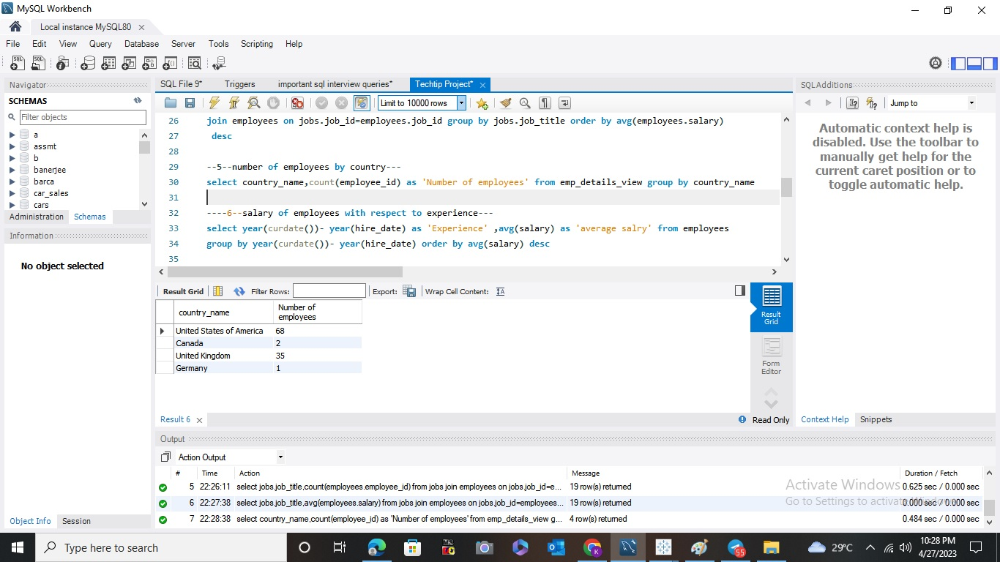 MySQL Workbench
Local instance MySQL80
File Edit View Query Database Server Tools Scripting Help
Navigator
SCHEMAS
Filter objects
a
assmt
b
banerjee
barca
car_sales
cars
Administration Schemas
Information
No object selected
Object Info Session
SQL File 9* Triggers important sql interview queries* Techtip Project*
Limit to 10000 rows
26 join employees on jobs.job_id=employees.job_id group by jobs.job_title order by avg(employees.salary)
27 desc
28
29 --5--number of employees by country---
30 select country_name,count(employee_id) as 'Number of employees' from emp_details_view group by country_name
31
32 ----6--salary of employees with respect to experience---
33 select year(curdate())- year(hire_date) as 'Experience' ,avg(salary) as 'average salry' from employees
34 group by year(curdate())- year(hire_date) order by avg(salary) desc
35
Result Grid Filter Rows: Export: Wrap Cell Content:
country_name Number of employees
United States of America 68
Canada 2
United Kingdom 35
Germany 1
Result Grid
Form Editor
Result 6 Read Only
SQLAdditions
Jump to
Automatic context help is
disabled. Use the toolbar to
manually get help for the
current caret position or to
toggle automatic help.
Context Help Snippets
Output
Action Output
# Time Action Message Duration / Fetch
5 22:26:11 select jobs.job_title,count(employees.employee_id) from jobs join employees on jobs.job_id=e... 19 row(s) returned 0.625 sec / 0.000 sec
6 22:27:38 select jobs.job_title,avg(employees.salary) from jobs join employees on jobs.job_id=employees... 19 row(s) returned 0.000 sec / 0.000 sec
7 22:28:38 select country_name,count(employee_id) as 'Number of employees' from emp_details_view g... 4 row(s) returned 0.484 sec / 0.000 sec
Activate Windows
Go to Settings to activate Windows.
Type here to search
55
29°C
10:28 PM
4/27/2023